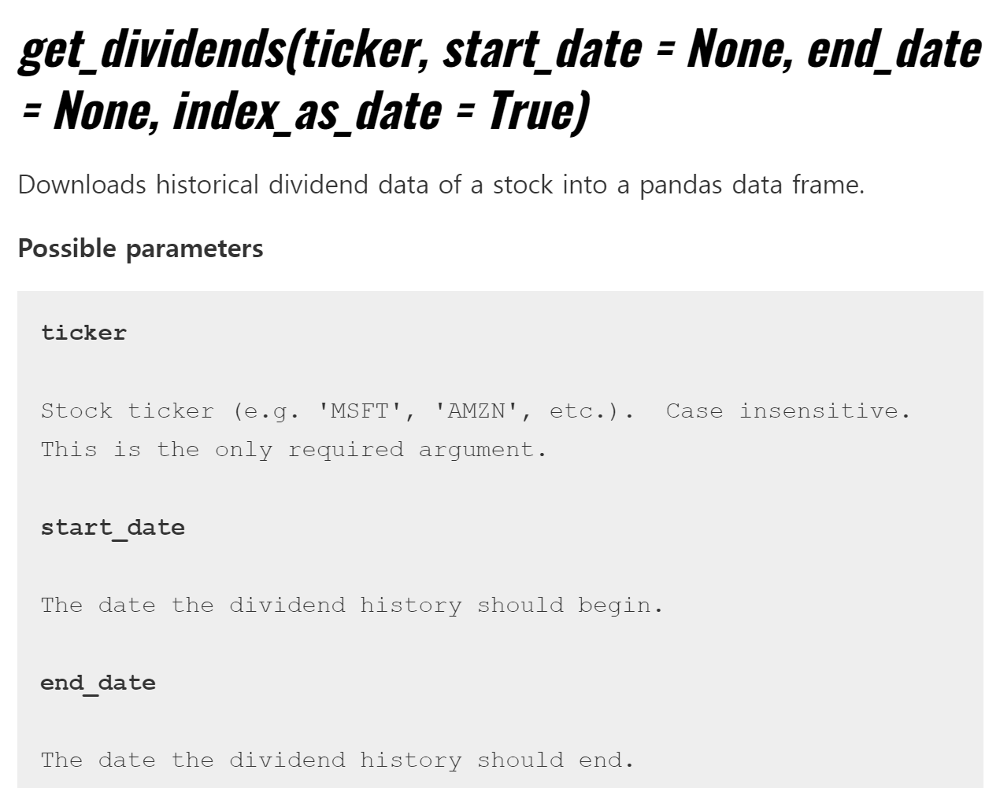 get_dividends(ticker, start_date = None, end_date
= None, index_as_date = True)
Downloads historical dividend data of a stock into a pandas data frame.
Possible parameters
ticker
Stock ticker (e.g. 'MSFT', 'AMZN', etc.).  Case insensitive.
This is the only required argument.
start_date
The date the dividend history should begin.
end_date
The date the dividend history should end.